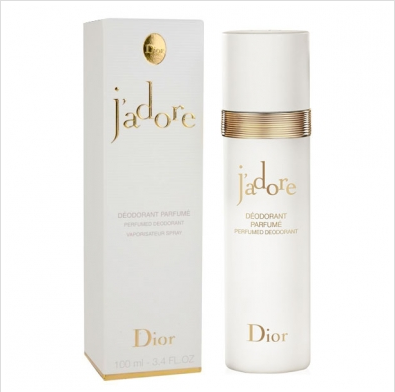 Dior
j'adore
DÉODORANT PARFUMÉ
PERFUMED DEODORANT
VAPORISATEUR SPRAY
Dior
100 ml - 3.4 FL. OZ
j'adore
DÉODORANT
PARFUMÉ
PERFUMED DEODORANT
Dior